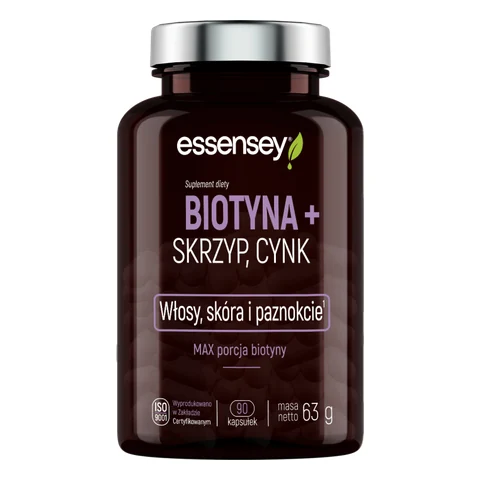 essensey®
Suplement diety
BIOTYNA +
SKRZYP, CYNK
Włosy, skóra i paznokcie¹
MAX porcja biotyny
ISO
9001
Wyprodukowano
w Zakładzie
Certyfikowanym
90
kapsułek
masa
netto
63 g